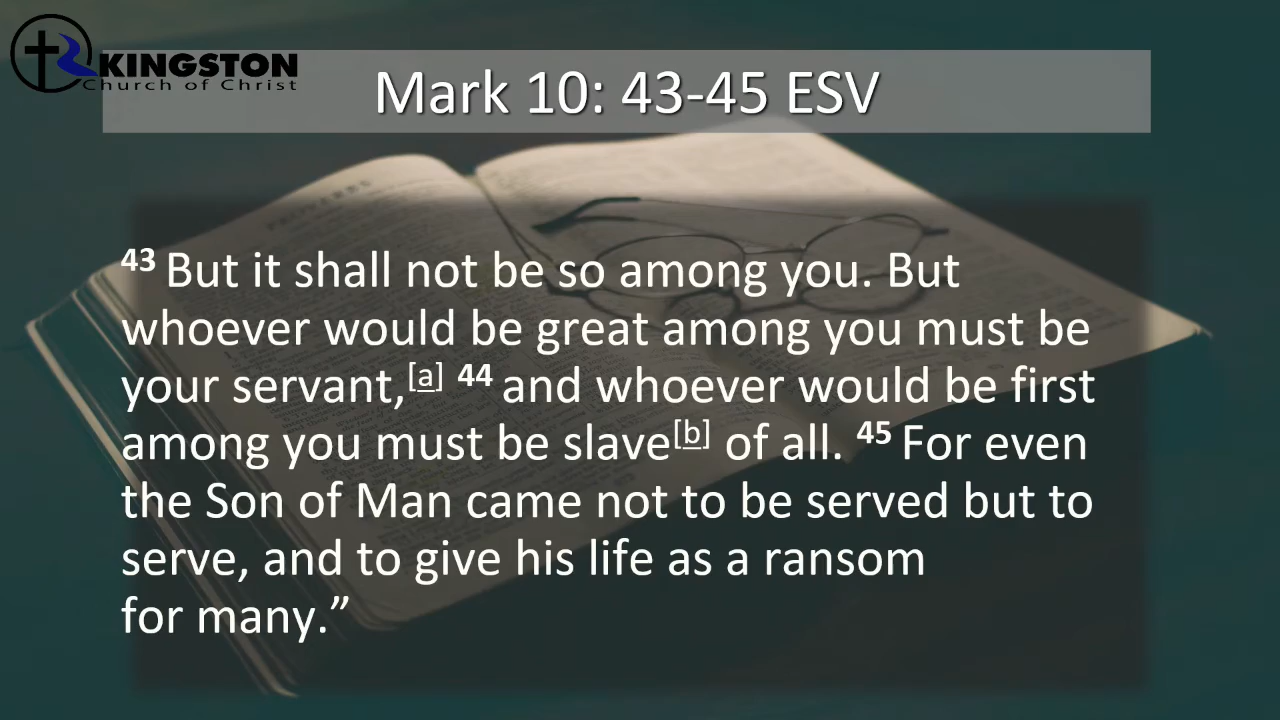 KINGSTON
Church of Christ
Mark 10: 43-45 ESV
PROVERBS
43 But it shall not be so among you. But
whoever would be great among you must be
your servant,[a] 44 and whoever would be first
among you must be slave[b] of all. 45 For even
the Son of Man came not to be served but to
serve, and to give his life as a ransom
for many.”